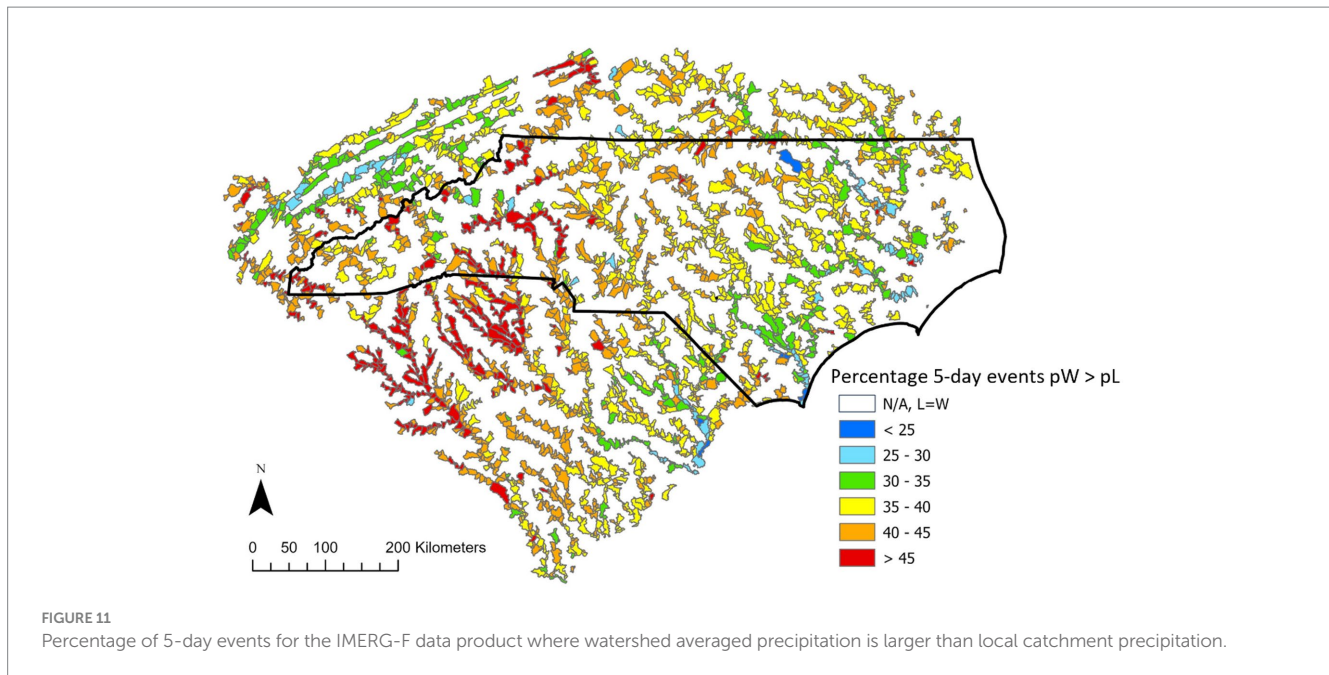 Percentage 5-day events pW > pL
N/A, L=W
< 25
25 - 30
30 - 35
35 - 40
40 - 45
> 45
N
0 50 100 200 Kilometers
FIGURE 11
Percentage of 5-day events for the IMERG-F data product where watershed averaged precipitation is larger than local catchment precipitation.